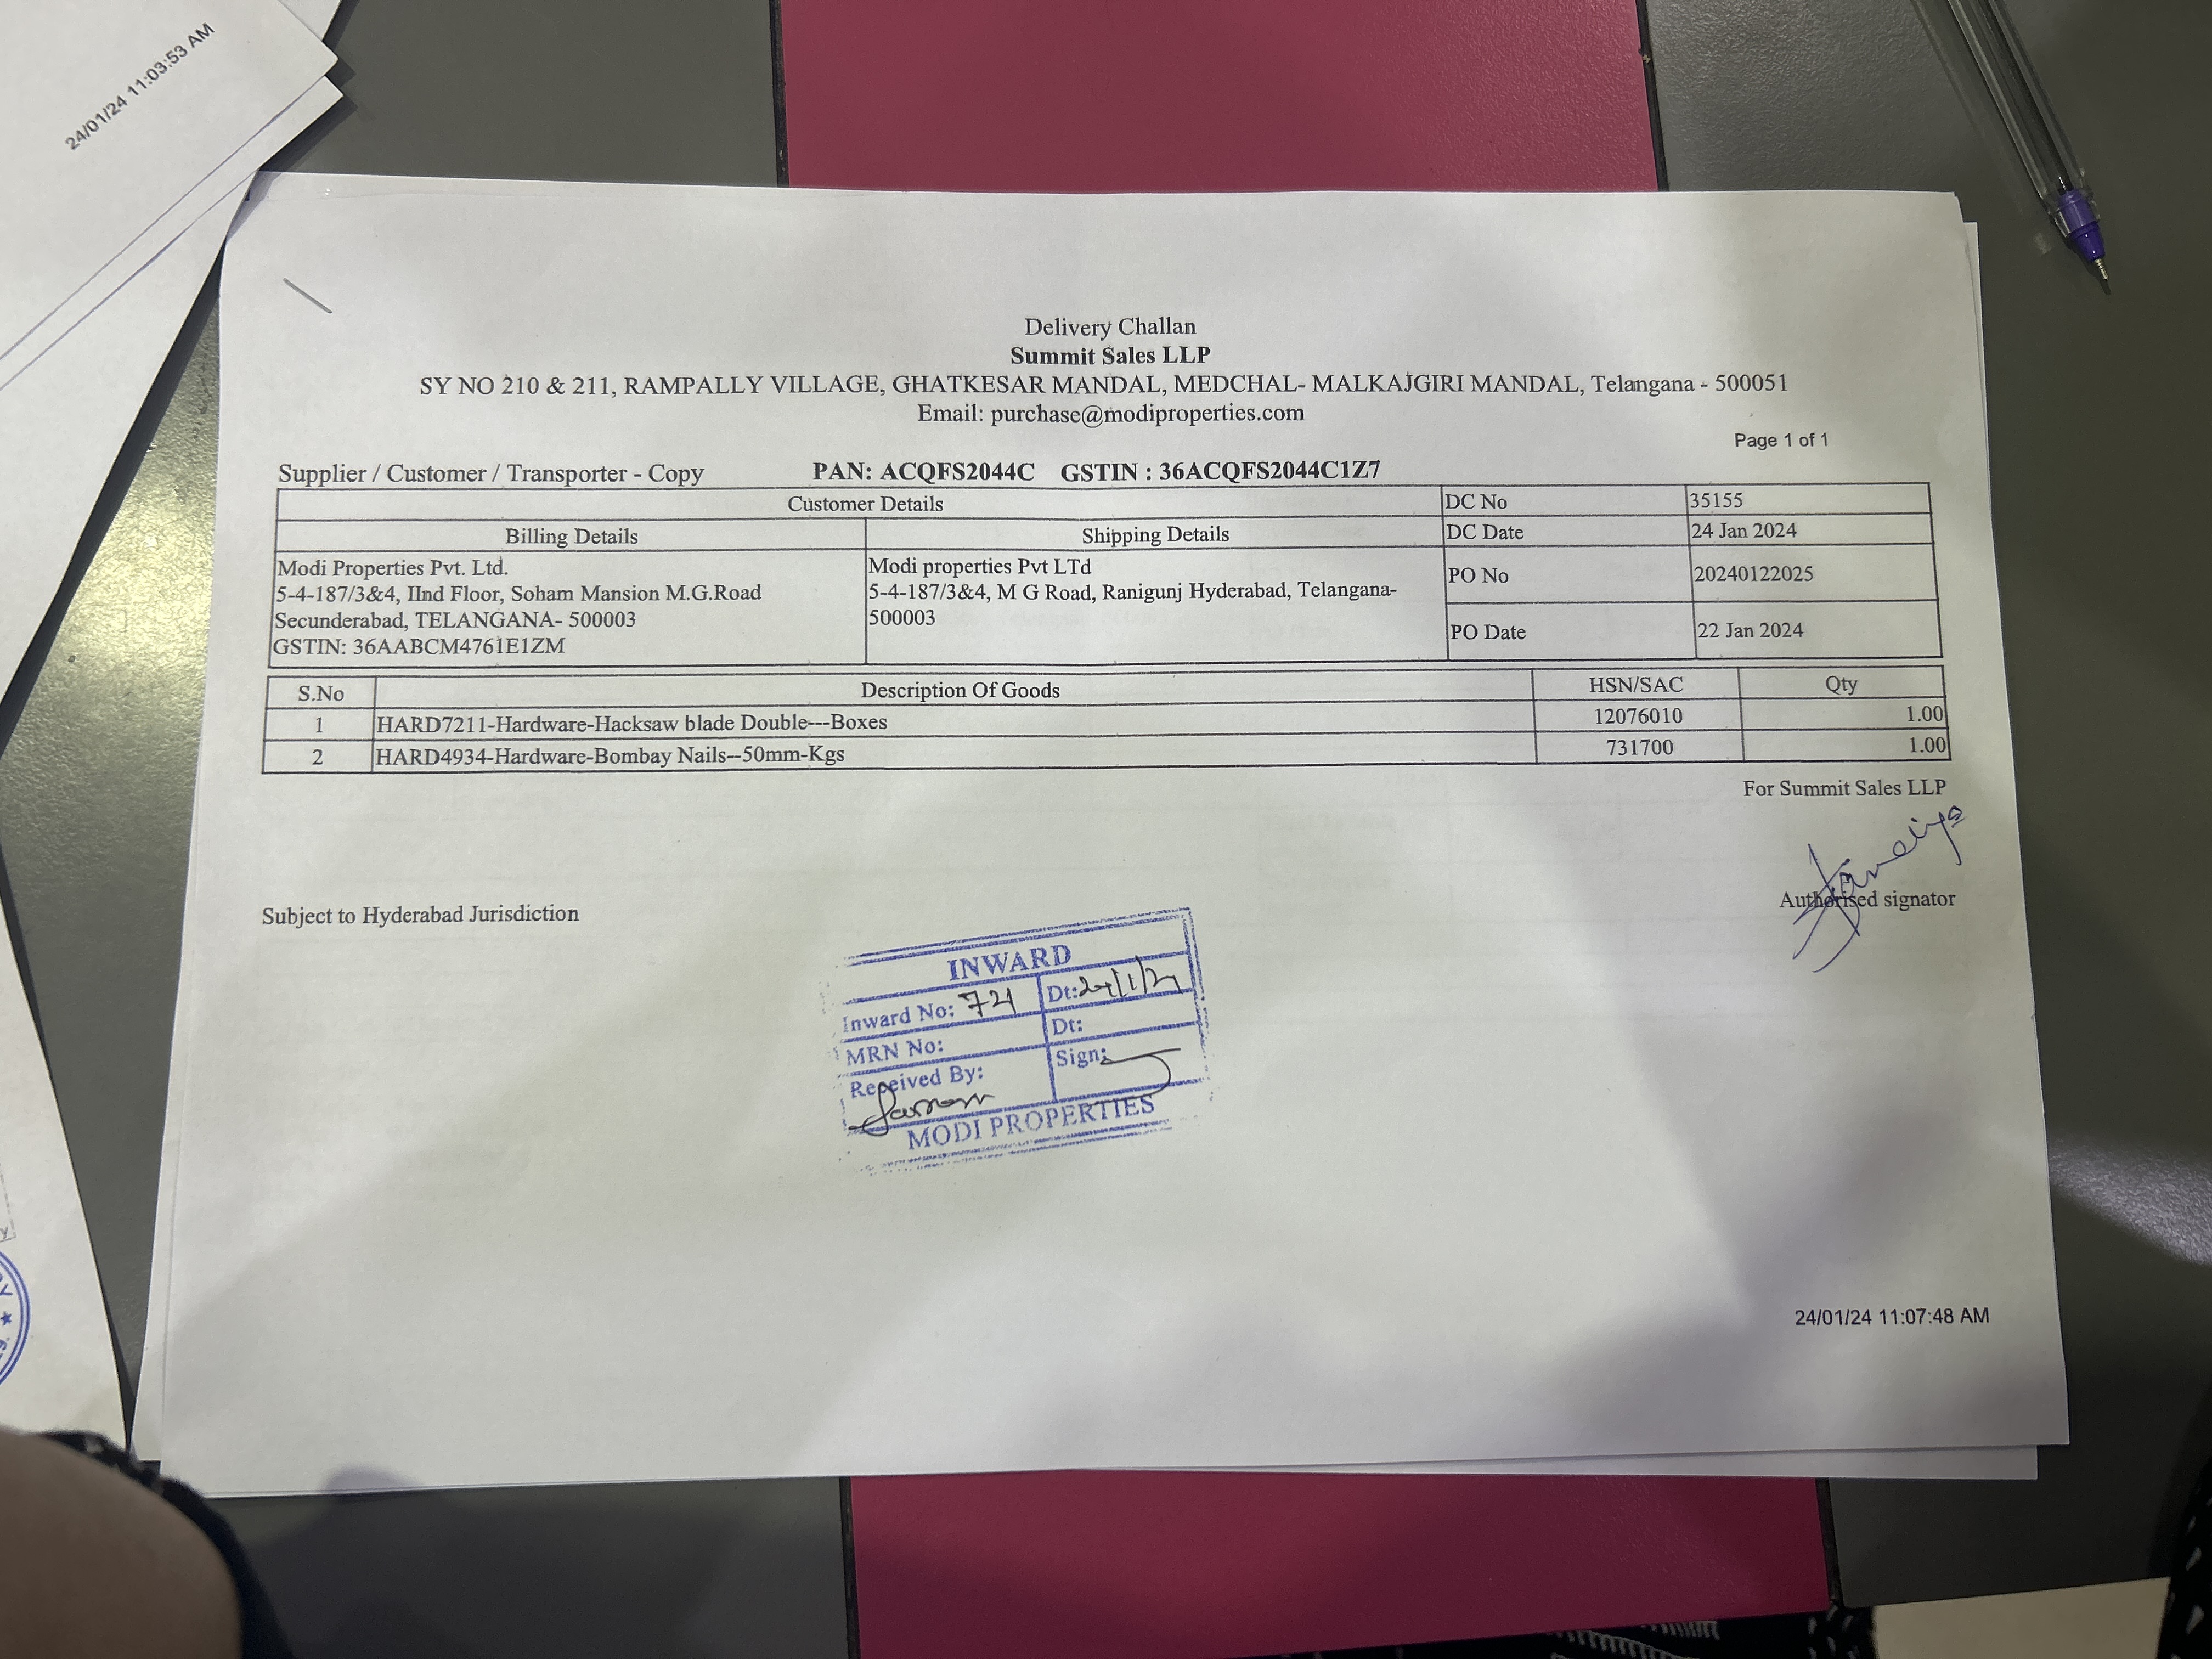 24/01/24 11:03:53 AM
Delivery Challan
Summit Sales LLP
SY NO 210 & 211, RAMPALLY VILLAGE, GHATKESAR MANDAL, MEDCHAL- MALKAJGIRI MANDAL, Telangana - 500051
Email: purchase@modiproperties.com
Page 1 of 1
Supplier / Customer / Transporter - Copy PAN: ACQFS2044C GSTIN : 36ACQFS2044C1Z7
Customer Details DC No 35155
Billing Details Shipping Details DC Date 24 Jan 2024
Modi Properties Pvt. Ltd.
5-4-187/3&4, IInd Floor, Soham Mansion M.G.Road
Secunderabad, TELANGANA- 500003
GSTIN: 36AABCM4761E1ZM
Modi properties Pvt LTd
5-4-187/3&4, M G Road, Ranigunj Hyderabad, Telangana-
500003
PO No 20240122025
PO Date 22 Jan 2024
S.No Description Of Goods HSN/SAC Qty
1 HARD7211-Hardware-Hacksaw blade Double---Boxes 12076010 1.00
2 HARD4934-Hardware-Bombay Nails--50mm-Kgs 731700 1.00
For Summit Sales LLP
Authorised signator
Subject to Hyderabad Jurisdiction
INWARD
Inward No: Dt:
MRN No: Dt:
Received By: Sign:
MODI PROPERTIES
24/01/24 11:07:48 AM